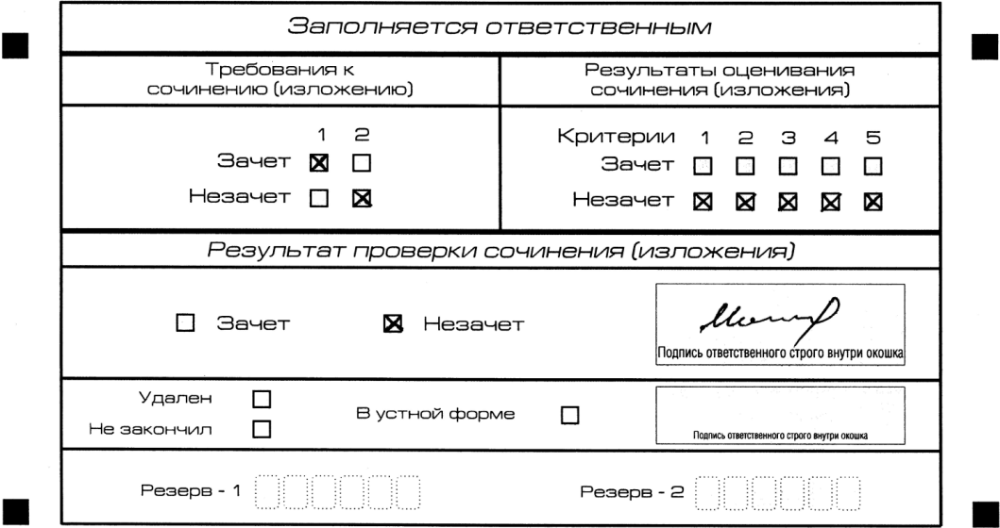 Заполняется ответственным
Требования к
сочинению (изложению)
Результаты оценивания
сочинения (изложения)
1 2
Зачет
Незачет
Критерии 1 2 3 4 5
Зачет
Незачет
Результат проверки сочинения (изложения)
Зачет
Незачет
Подпись ответственного строго внутри окошка
Удален
Не закончил
В устной форме
Подпись ответственного строго внутри окошка
Резерв - 1
Резерв - 2